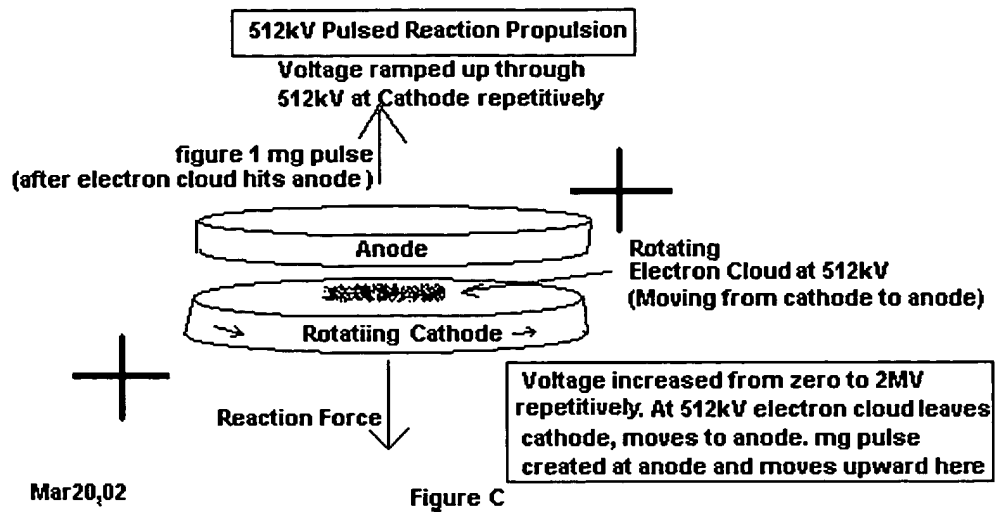 512kV Pulsed Reaction Propulsion
Voltage ramped up through
512kV at Cathode repetitively
figure 1 mg pulse
(after electron cloud hits anode )
Anode
Rotating
Electron Cloud at 512kV
(Moving from cathode to anode)
Rotatiing Cathode
Reaction Force
Voltage increased from zero to 2MV
repetitively. At 512kV electron cloud leaves
cathode, moves to anode. mg pulse
created at anode and moves upward here
Mar20,02
Figure C